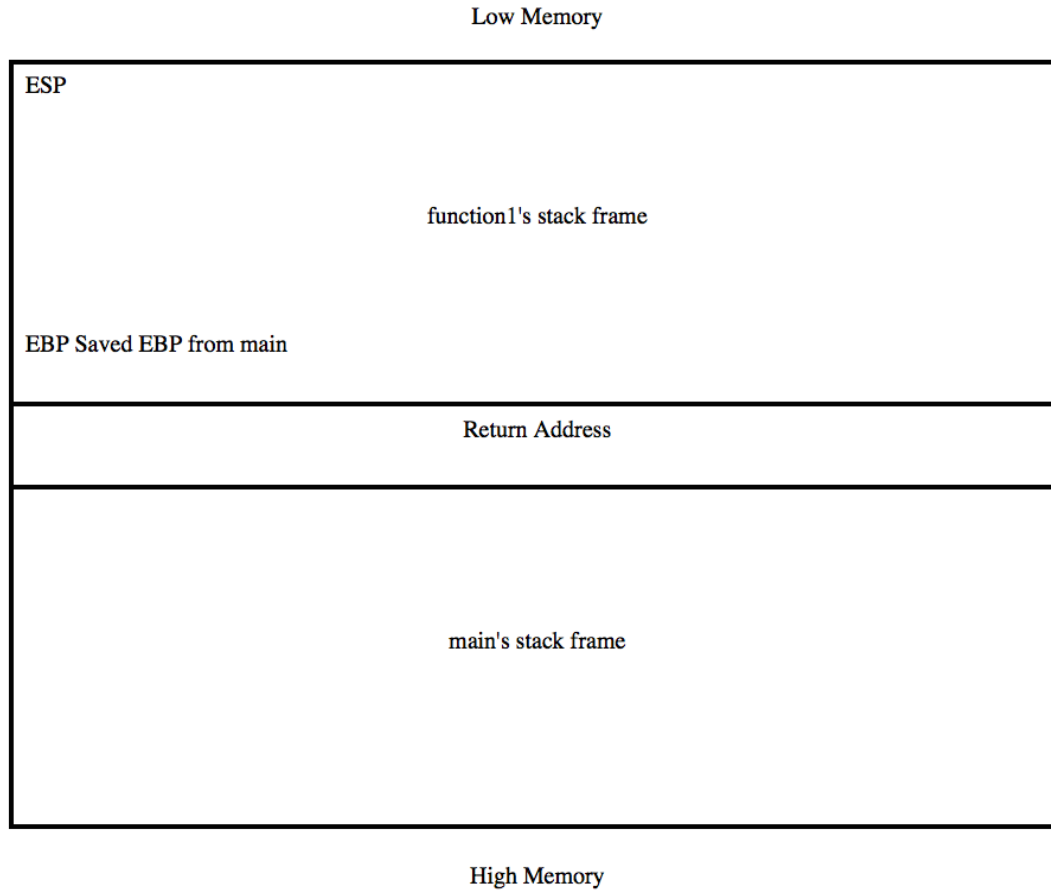 Low Memory
ESP
function1's stack frame
EBP Saved EBP from main
Return Address
main's stack frame
High Memory